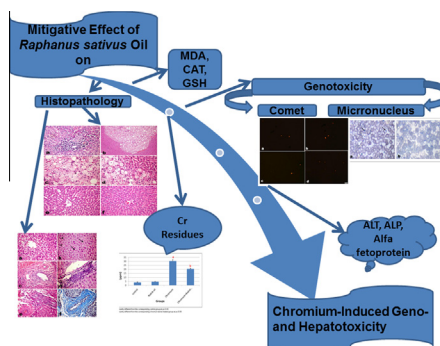 Mitigative Effect of
Raphanus sativus Oil
on
MDA,
CAT,
GSH
Genotoxicity
Histopathology
Comet
Micrronucleus
Cr
Residues
ALT, ALP,
Alfa
fetoprotein
Chromium-Induced Geno-
and Hepatotoxicity